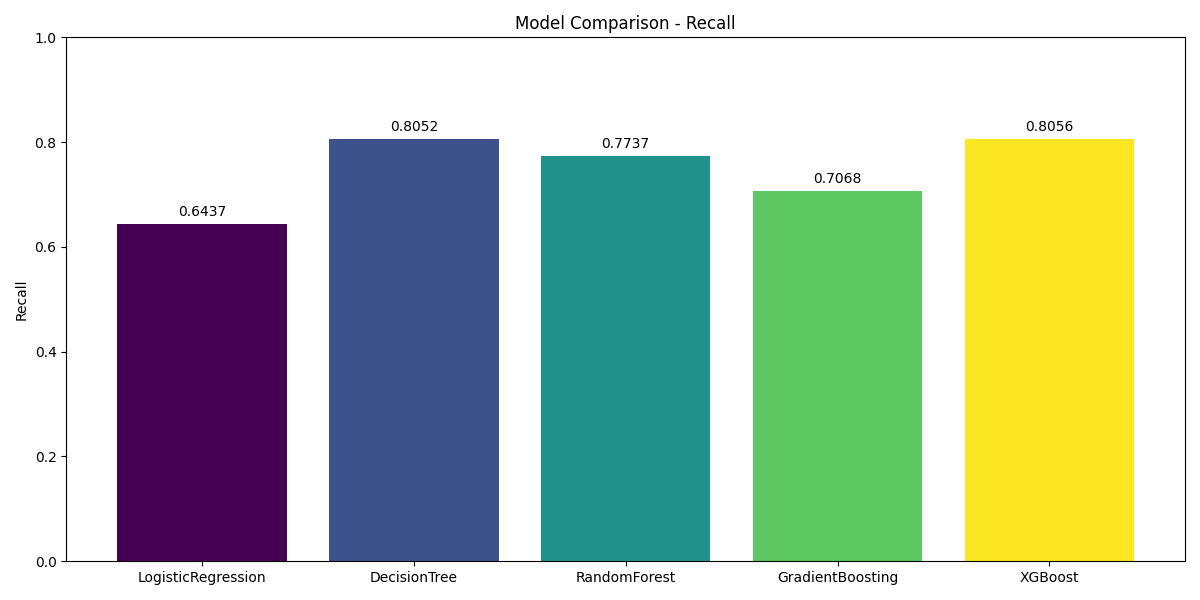 Model Comparison - Recall
1.0
0.8
0.6
0.4
0.2
0.0
Recall
0.6437
0.8052
0.7737
0.7068
0.8056
LogisticRegression
DecisionTree
RandomForest
GradientBoosting
XGBoost